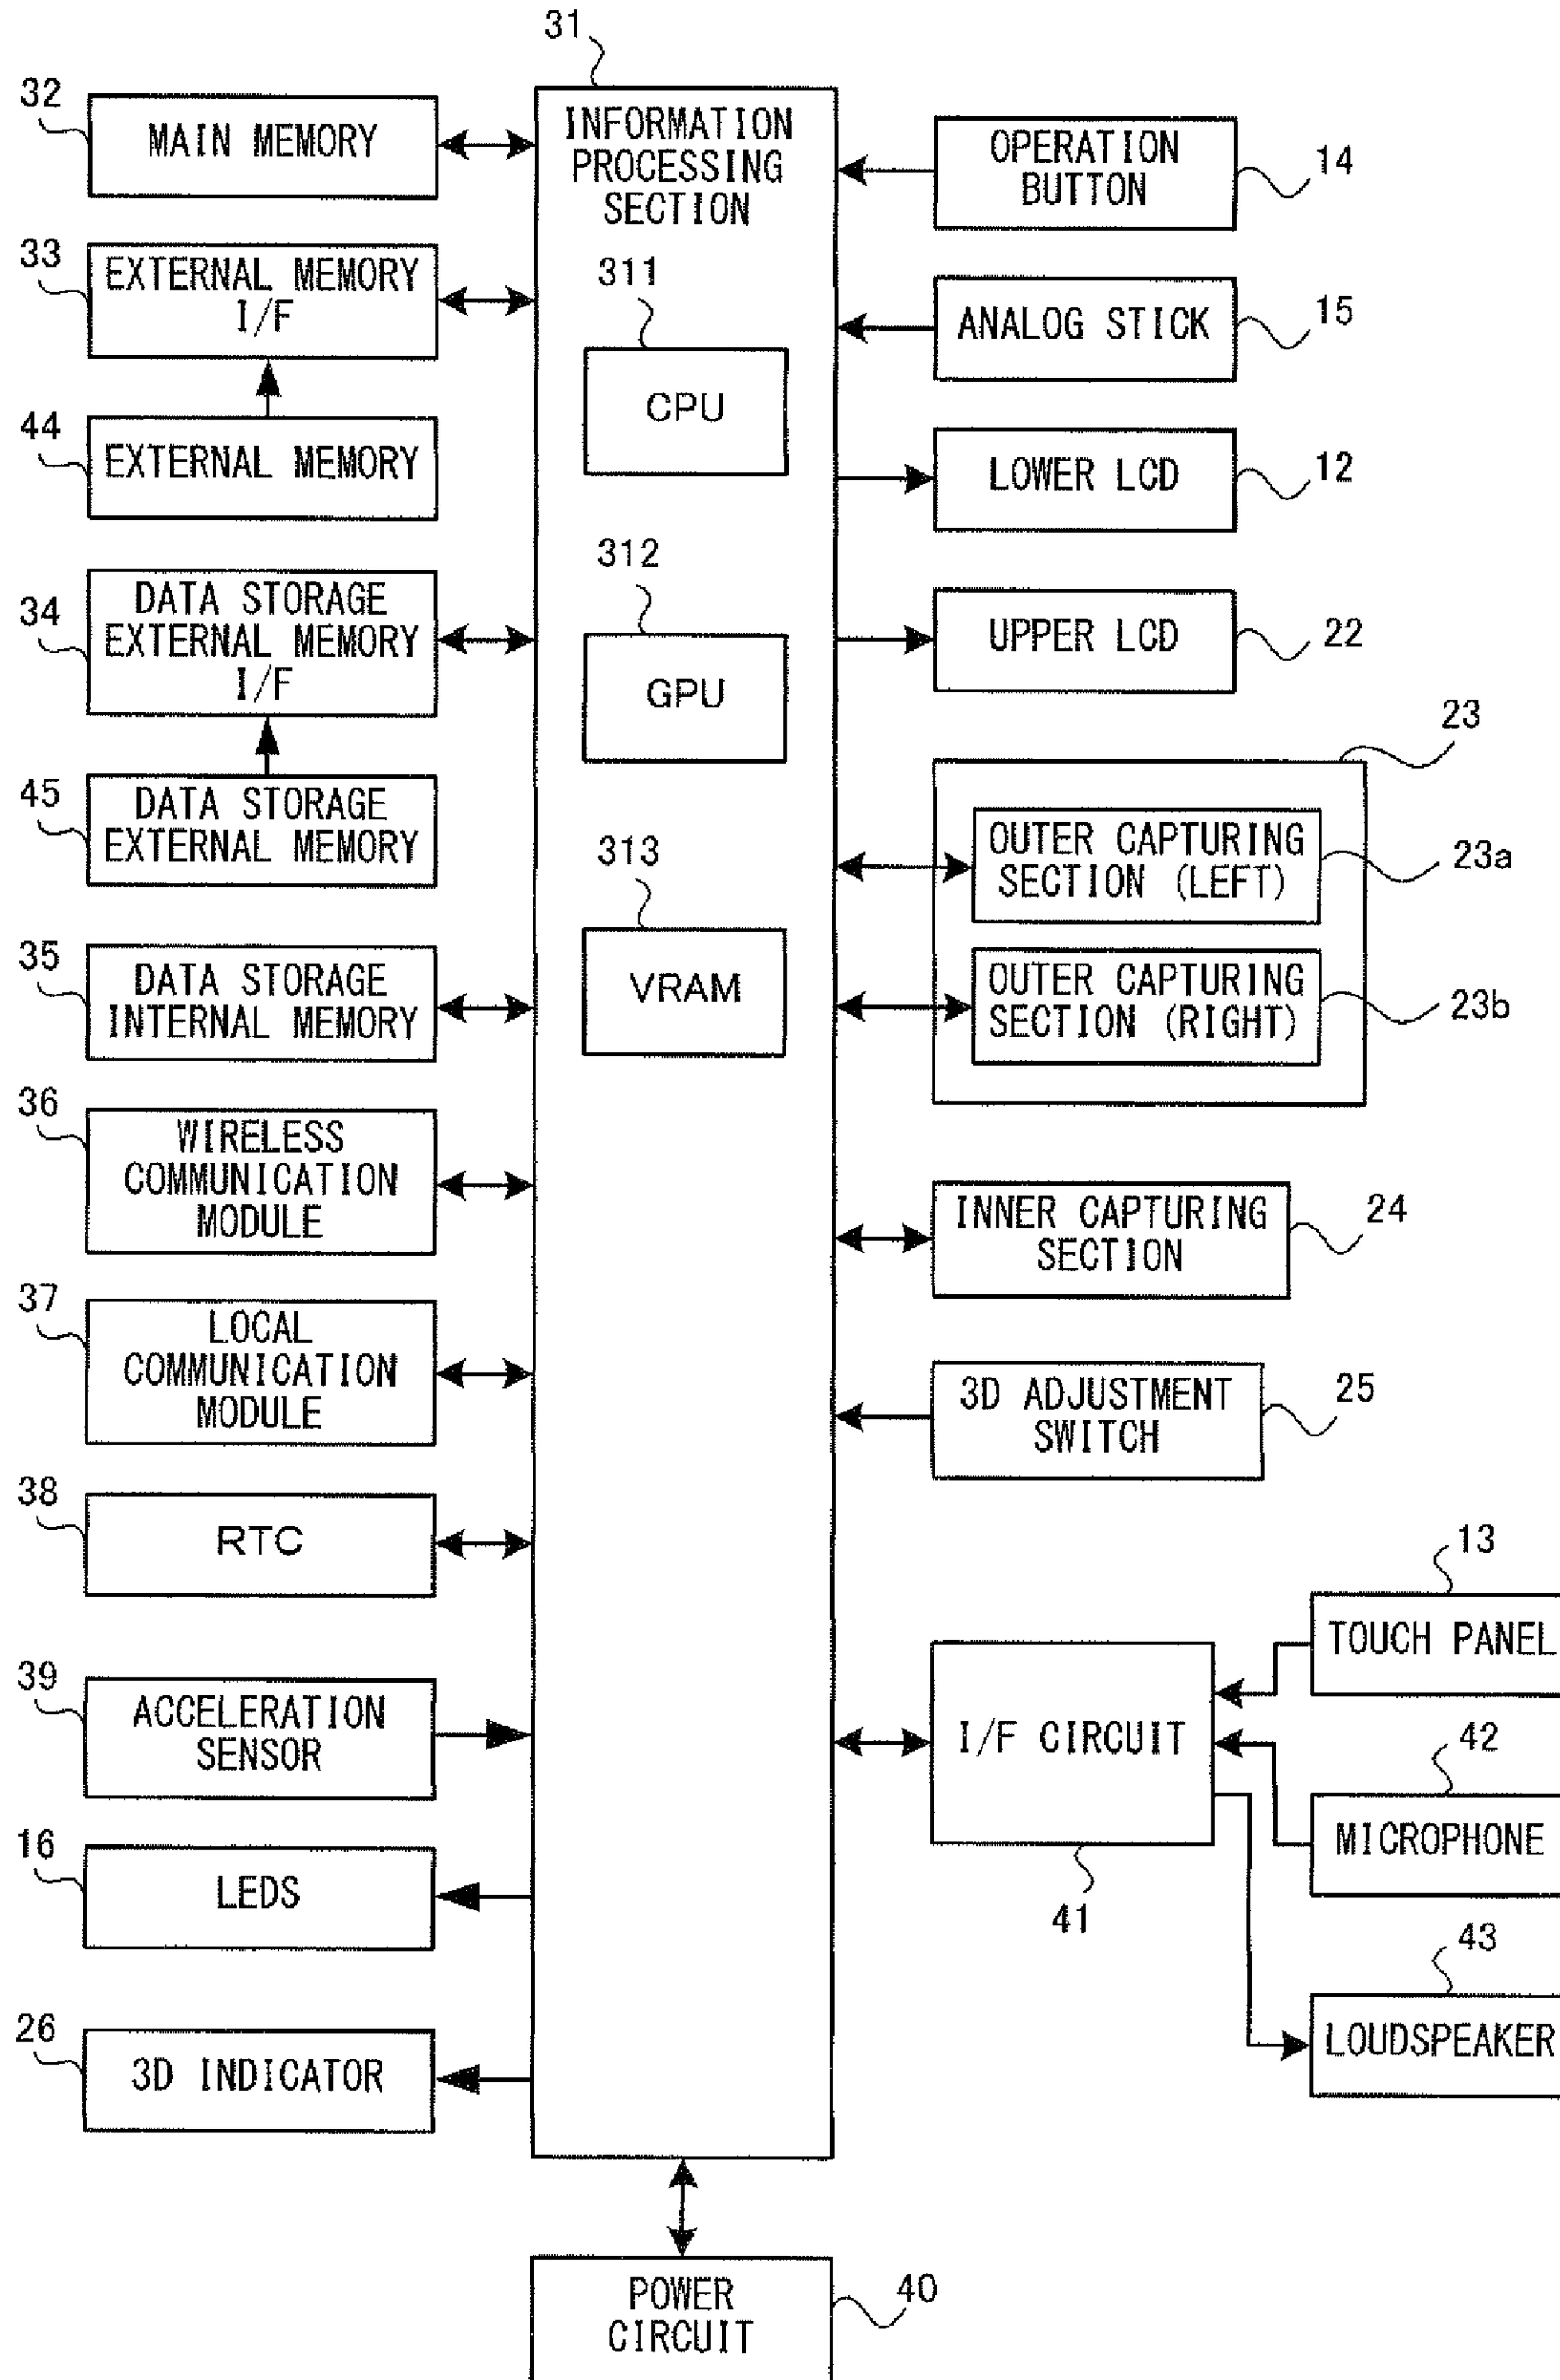 31
32
MAIN MEMORY
33
EXTERNAL MEMORY
I/F
44
EXTERNAL MEMORY
34
DATA STORAGE
EXTERNAL MEMORY
I/F
45
DATA STORAGE
EXTERNAL MEMORY
35
DATA STORAGE
INTERNAL MEMORY
36
WIRELESS
COMMUNICATION
MODULE
37
LOCAL
COMMUNICATION
MODULE
38
RTC
39
ACCELERATION
SENSOR
16
LEDS
26
3D INDICATOR
INFORMATION
PROCESSING
SECTION
311
CPU
312
GPU
313
VRAM
OPERATION
BUTTON
14
ANALOG STICK
15
LOWER LCD
12
UPPER LCD
22
23
OUTER CAPTURING
SECTION (LEFT)
23a
OUTER CAPTURING
SECTION (RIGHT)
23b
INNER CAPTURING
SECTION
24
3D ADJUSTMENT
SWITCH
25
13
TOUCH PANEL
I/F CIRCUIT
41
42
MICROPHONE
43
LOUDSPEAKER
POWER
CIRCUIT
40